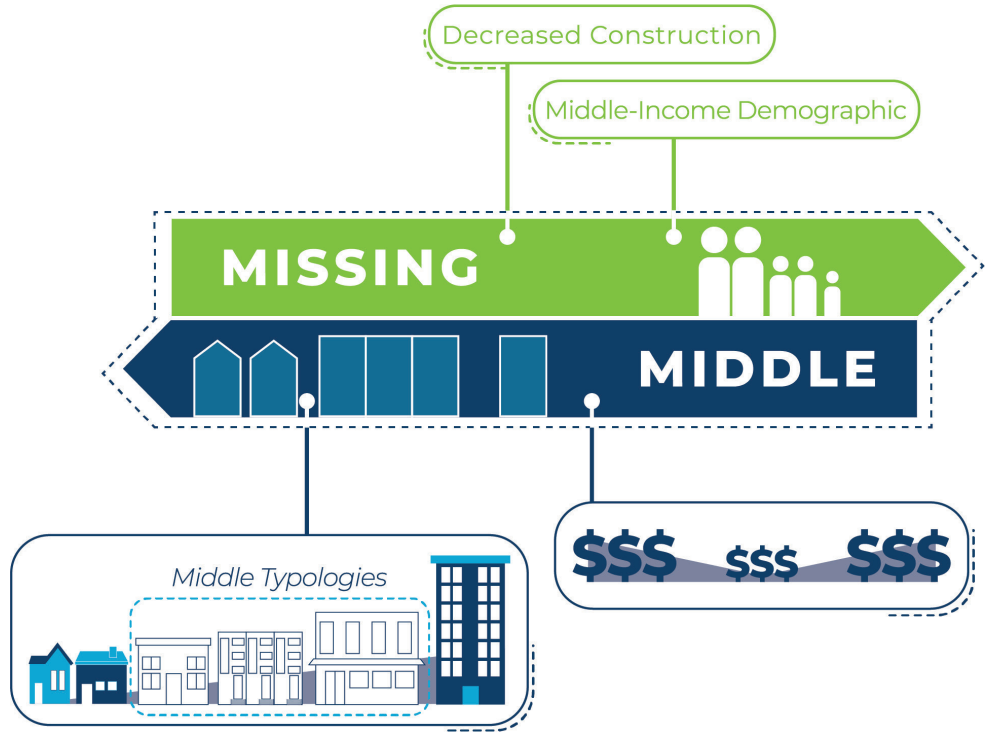 Decreased Construction
Middle-Income Demographic
MISSING
MIDDLE
Middle Typologies
$$$ $$$ $$$